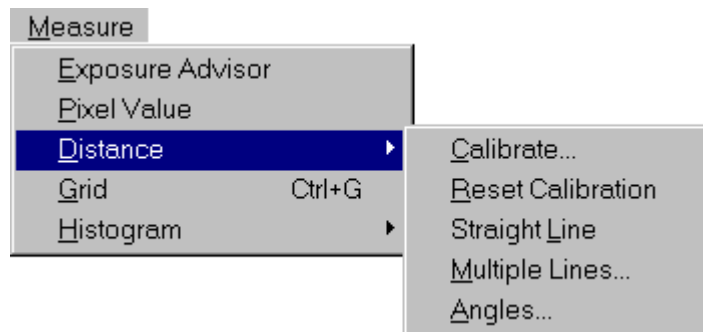 Measure
Exposure Advisor
Pixel Value
Distance
Grid Ctrl+G
Histogram
Calibrate...
Reset Calibration
Straight Line
Multiple Lines...
Angles...